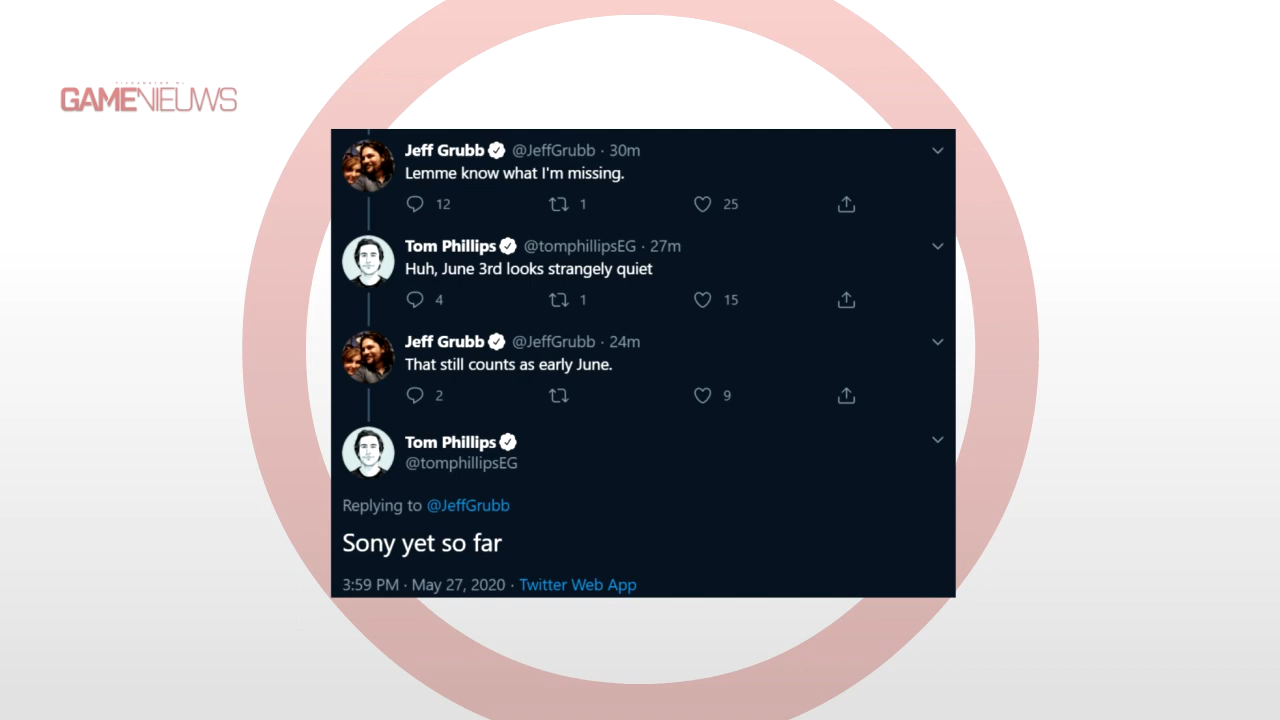 GAMENIEUWS
Jeff Grubb @JeffGrubb · 30m
Lemme know what I'm missing.
12 1 25
Tom Phillips @tomphillipsEG · 27m
Huh, June 3rd looks strangely quiet
4 1 15
Jeff Grubb @JeffGrubb · 24m
That still counts as early June.
2 9
Tom Phillips
@tomphillipsEG
Replying to @JeffGrubb
Sony yet so far
3:59 PM · May 27, 2020 · Twitter Web App